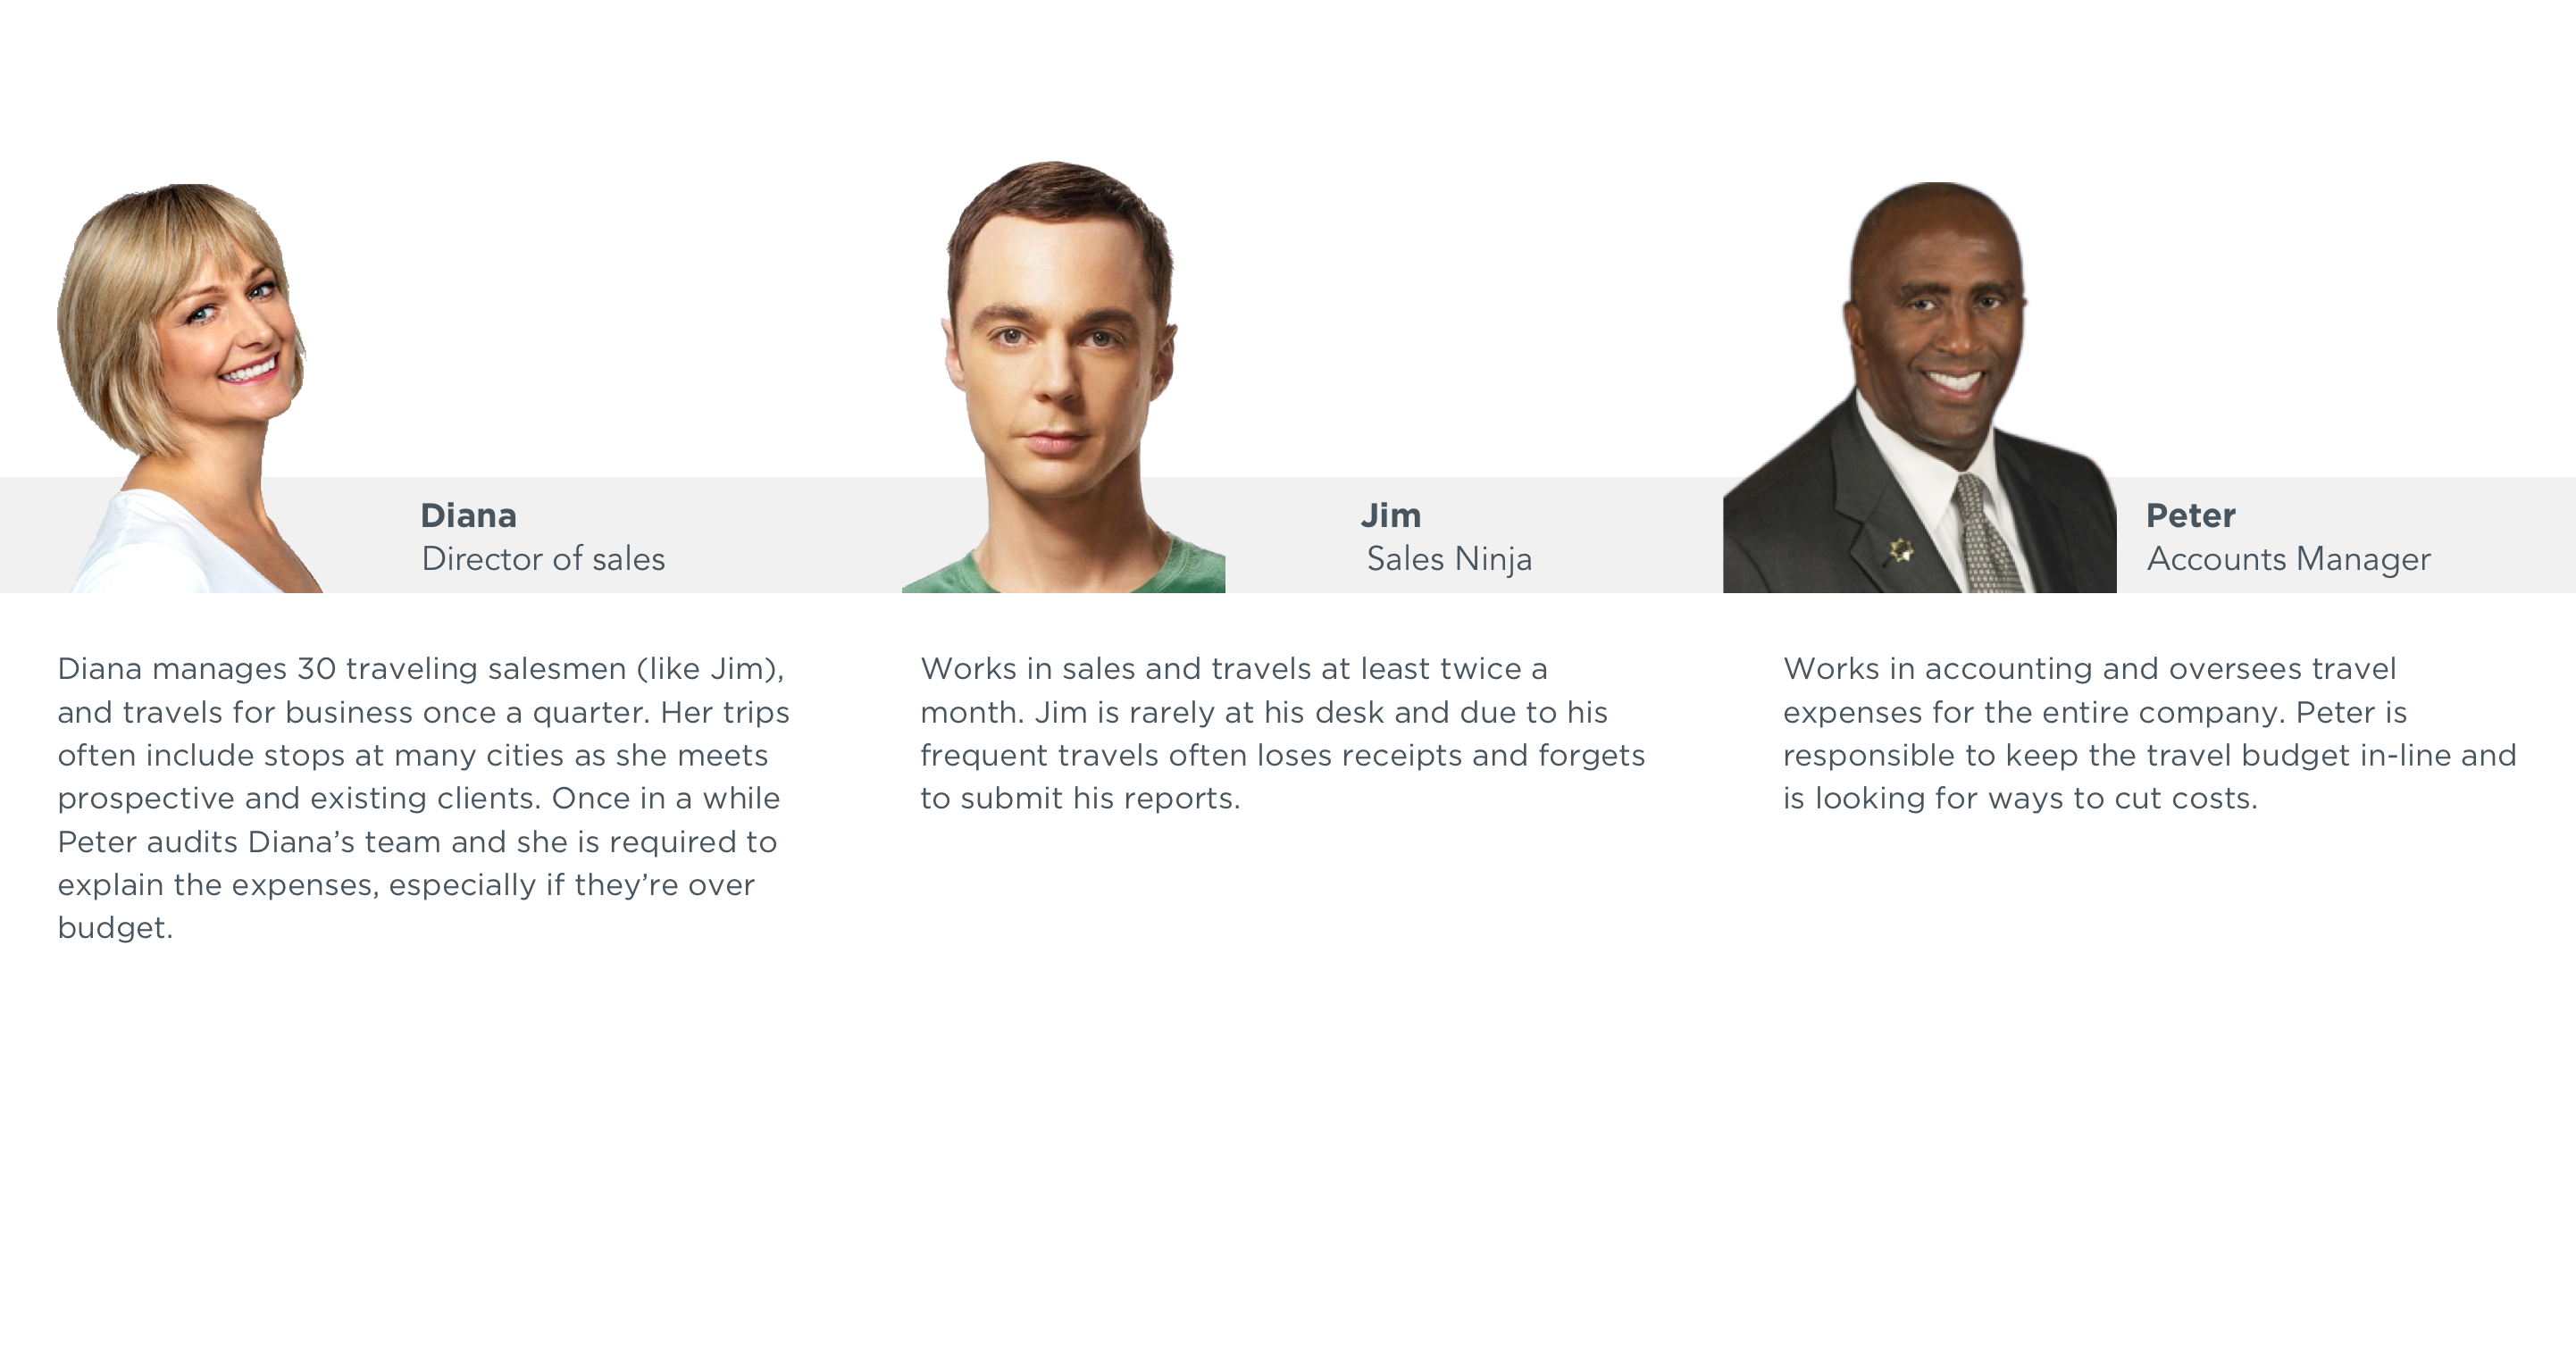 Diana
Director of sales
Diana manages 30 traveling salesmen (like Jim),
and travels for business once a quarter. Her trips
often include stops at many cities as she meets
prospective and existing clients. Once in a while
Peter audits Diana’s team and she is required to
explain the expenses, especially if they’re over
budget.
Jim
Sales Ninja
Works in sales and travels at least twice a
month. Jim is rarely at his desk and due to his
frequent travels often loses receipts and forgets
to submit his reports.
Peter
Accounts Manager
Works in accounting and oversees travel
expenses for the entire company. Peter is
responsible to keep the travel budget in-line and
is looking for ways to cut costs.